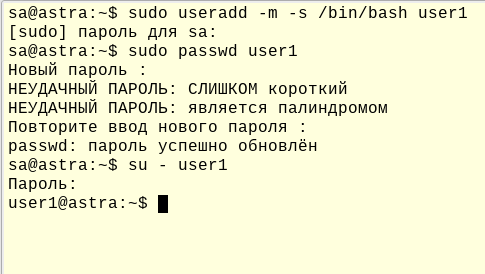 sa@astra:~$ sudo useradd -m -s /bin/bash user1
[sudo] пароль для sa:
sa@astra:~$ sudo passwd user1
Новый пароль :
НЕУДАЧНЫЙ ПАРОЛЬ: СЛИШКОМ короткий
НЕУДАЧНЫЙ ПАРОЛЬ: является палиндромом
Повторите ввод нового пароля :
passwd: пароль успешно обновлён
sa@astra:~$ su - user1
Пароль:
user1@astra:~$